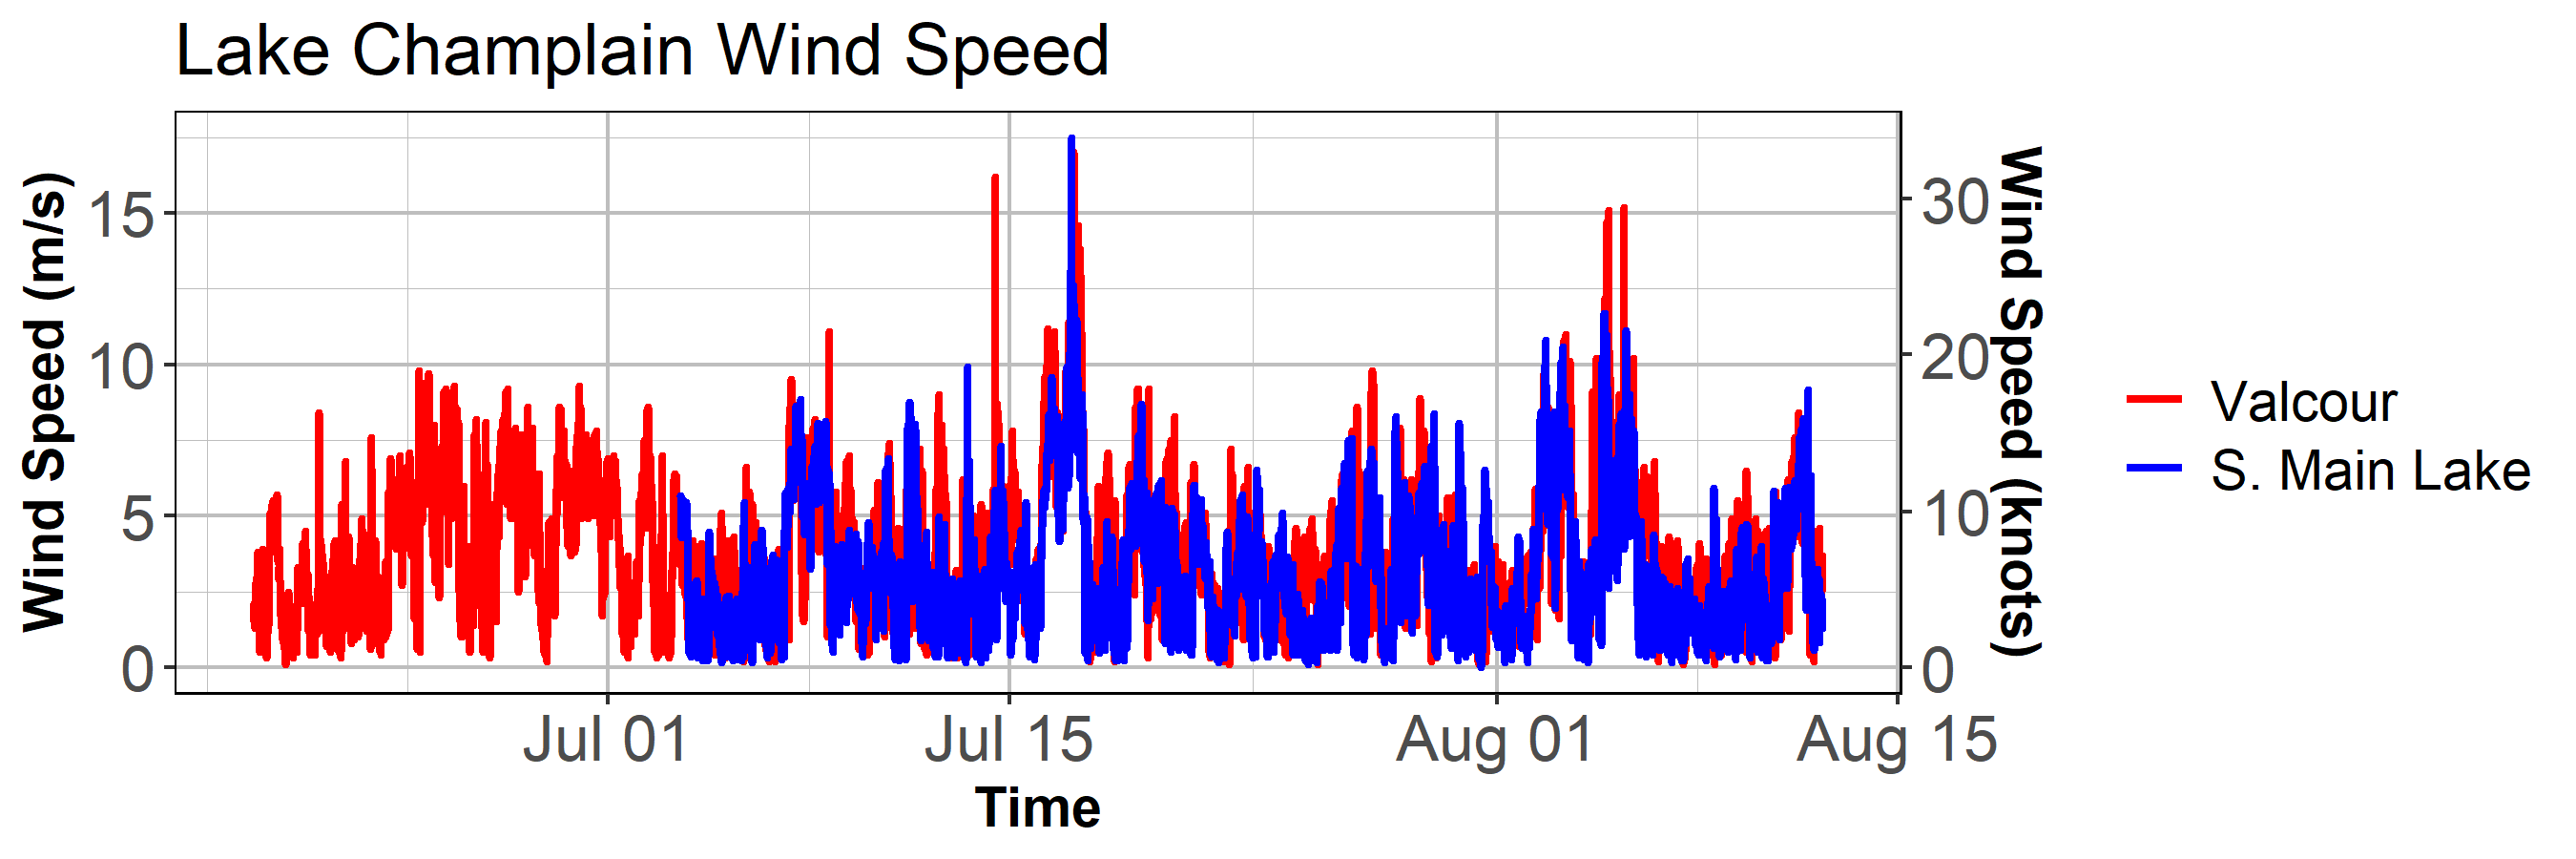 Lake Champlain Wind Speed
Wind Speed (m/s)
15
10
5
0
30
20
10
0
Wind Speed (knots)
Jul 01
Jul 15
Aug 01
Aug 15
Time
Valcour
S. Main Lake